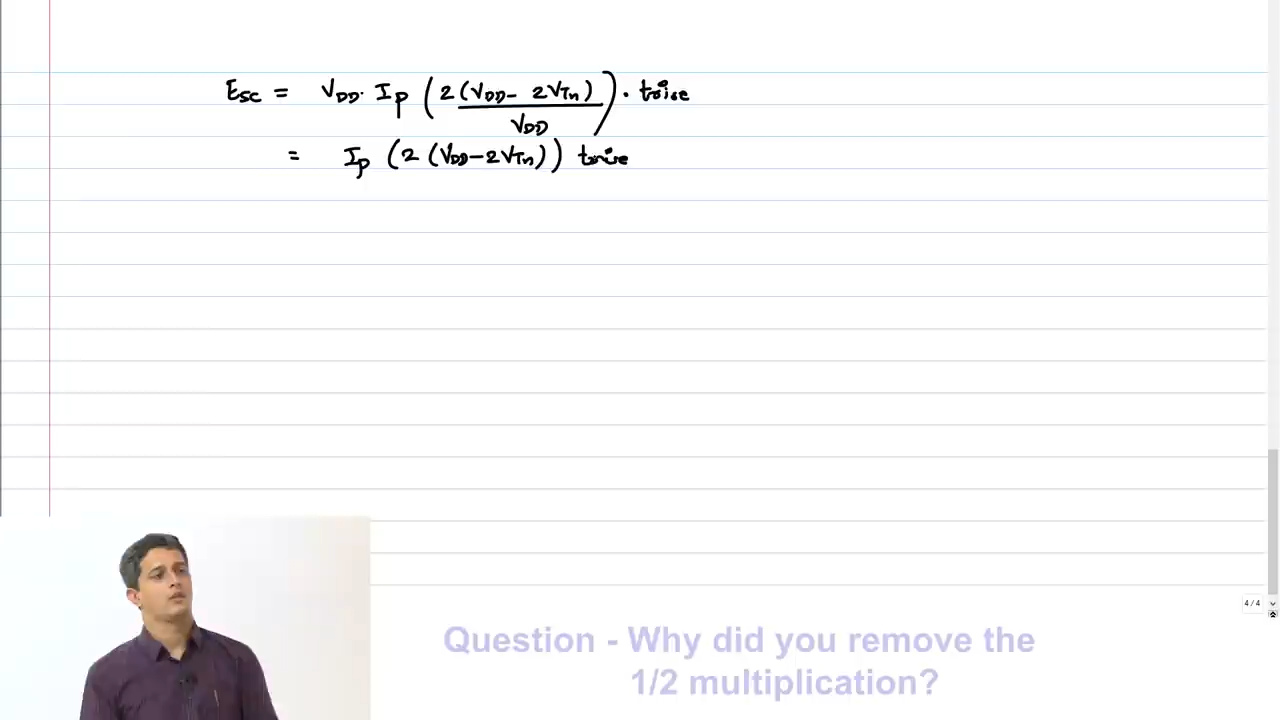 Esc = VDD. Ip (2(VDD - 2VTn) / VDD) . trise
= Ip (2 (VDD - 2VTn)) trise
4 / 4
Question - Why did you remove the
1/2 multiplication?